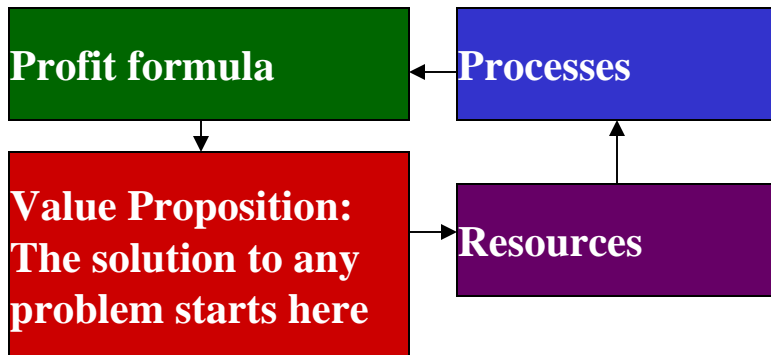 Profit formula
Processes
Value Proposition:
The solution to any
problem starts here
Resources